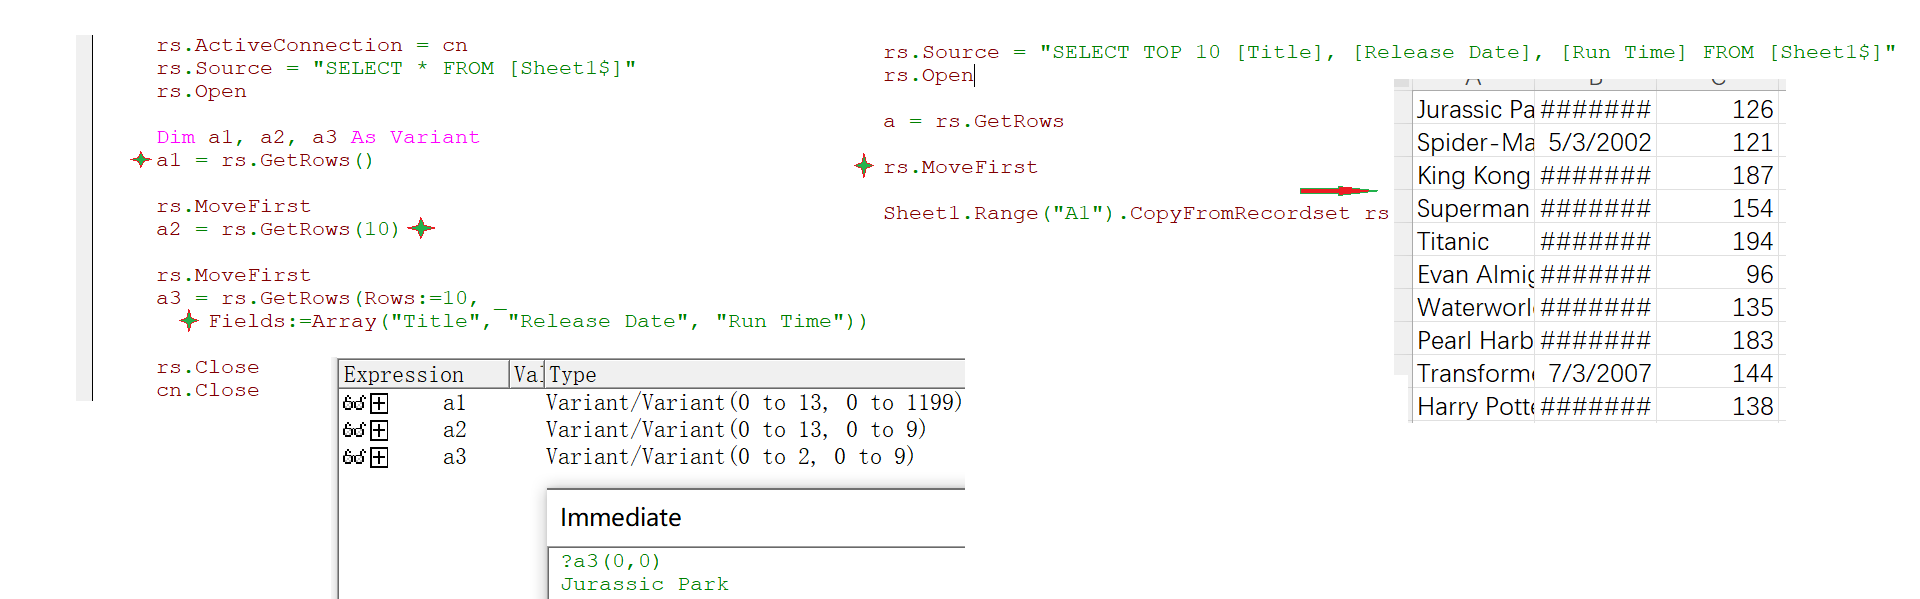 rs.ActiveConnection = cn
rs.Source = "SELECT * FROM [Sheet1$]"
rs.Open
Dim a1, a2, a3 As Variant
a1 = rs.GetRows()
rs.MoveFirst
a2 = rs.GetRows(10)
rs.MoveFirst
a3 = rs.GetRows(Rows:=10, _
Fields:=Array("Title", "Release Date", "Run Time"))
rs.Close
cn.Close
Expression Val Type
a1 Variant/Variant(0 to 13, 0 to 1199)
a2 Variant/Variant(0 to 13, 0 to 9)
a3 Variant/Variant(0 to 2, 0 to 9)
Immediate
?a3(0,0)
Jurassic Park
rs.Source = "SELECT TOP 10 [Title], [Release Date], [Run Time] FROM [Sheet1$]"
rs.Open
a = rs.GetRows
rs.MoveFirst
Sheet1.Range("A1").CopyFromRecordset rs
A B C
Jurassic Pa ####### 126
Spider-Ma 5/3/2002 121
King Kong ####### 187
Superman ####### 154
Titanic ####### 194
Evan Almig ####### 96
Waterworl ####### 135
Pearl Harb ####### 183
Transforme 7/3/2007 144
Harry Potte ####### 138